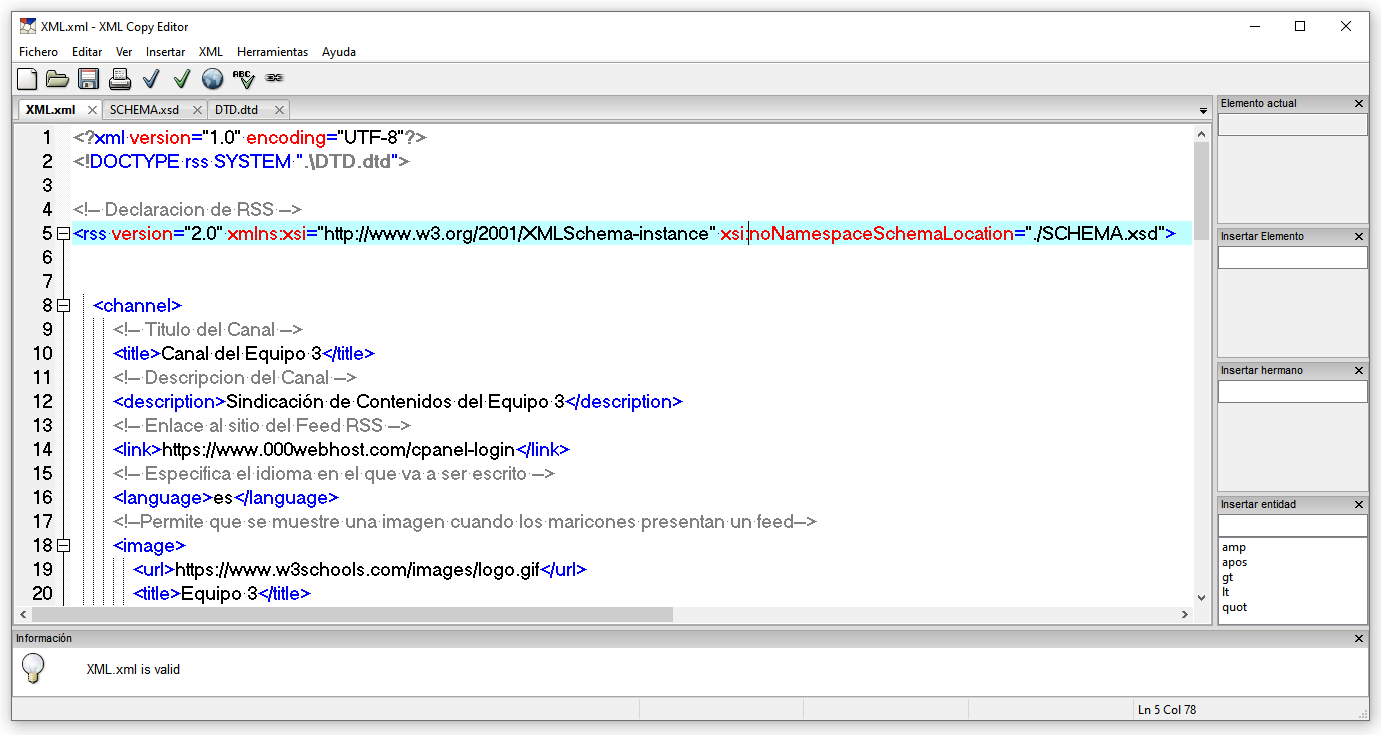 XML.xml - XML Copy Editor
Fichero Editar Ver Insertar XML Herramientas Ayuda
ABC
XML.xml SCHEMA.xsd DTD.dtd
1 <?xml version="1.0" encoding="UTF-8"?>
2 <!DOCTYPE rss SYSTEM ".\DTD.dtd">
3
4 <!-- Declaracion de RSS -->
5 <rss version="2.0" xmlns:xsi="http://www.w3.org/2001/XMLSchema-instance" xsi:noNamespaceSchemaLocation="./SCHEMA.xsd">
6
7
8 <channel>
9 <!-- Titulo del Canal -->
10 <title>Canal del Equipo 3</title>
11 <!-- Descripcion del Canal -->
12 <description>Sindicación de Contenidos del Equipo 3</description>
13 <!-- Enlace al sitio del Feed RSS -->
14 <link>https://www.000webhost.com/cpanel-login</link>
15 <!-- Especifica el idioma en el que va a ser escrito -->
16 <language>es</language>
17 <!--Permite que se muestre una imagen cuando los maricones presentan un feed-->
18 <image>
19 <url>https://www.w3schools.com/images/logo.gif</url>
20 <title>Equipo 3</title>
Elemento actual
Insertar Elemento
Insertar hermano
Insertar entidad
amp
apos
gt
lt
quot
Información
XML.xml is valid
Ln 5 Col 78